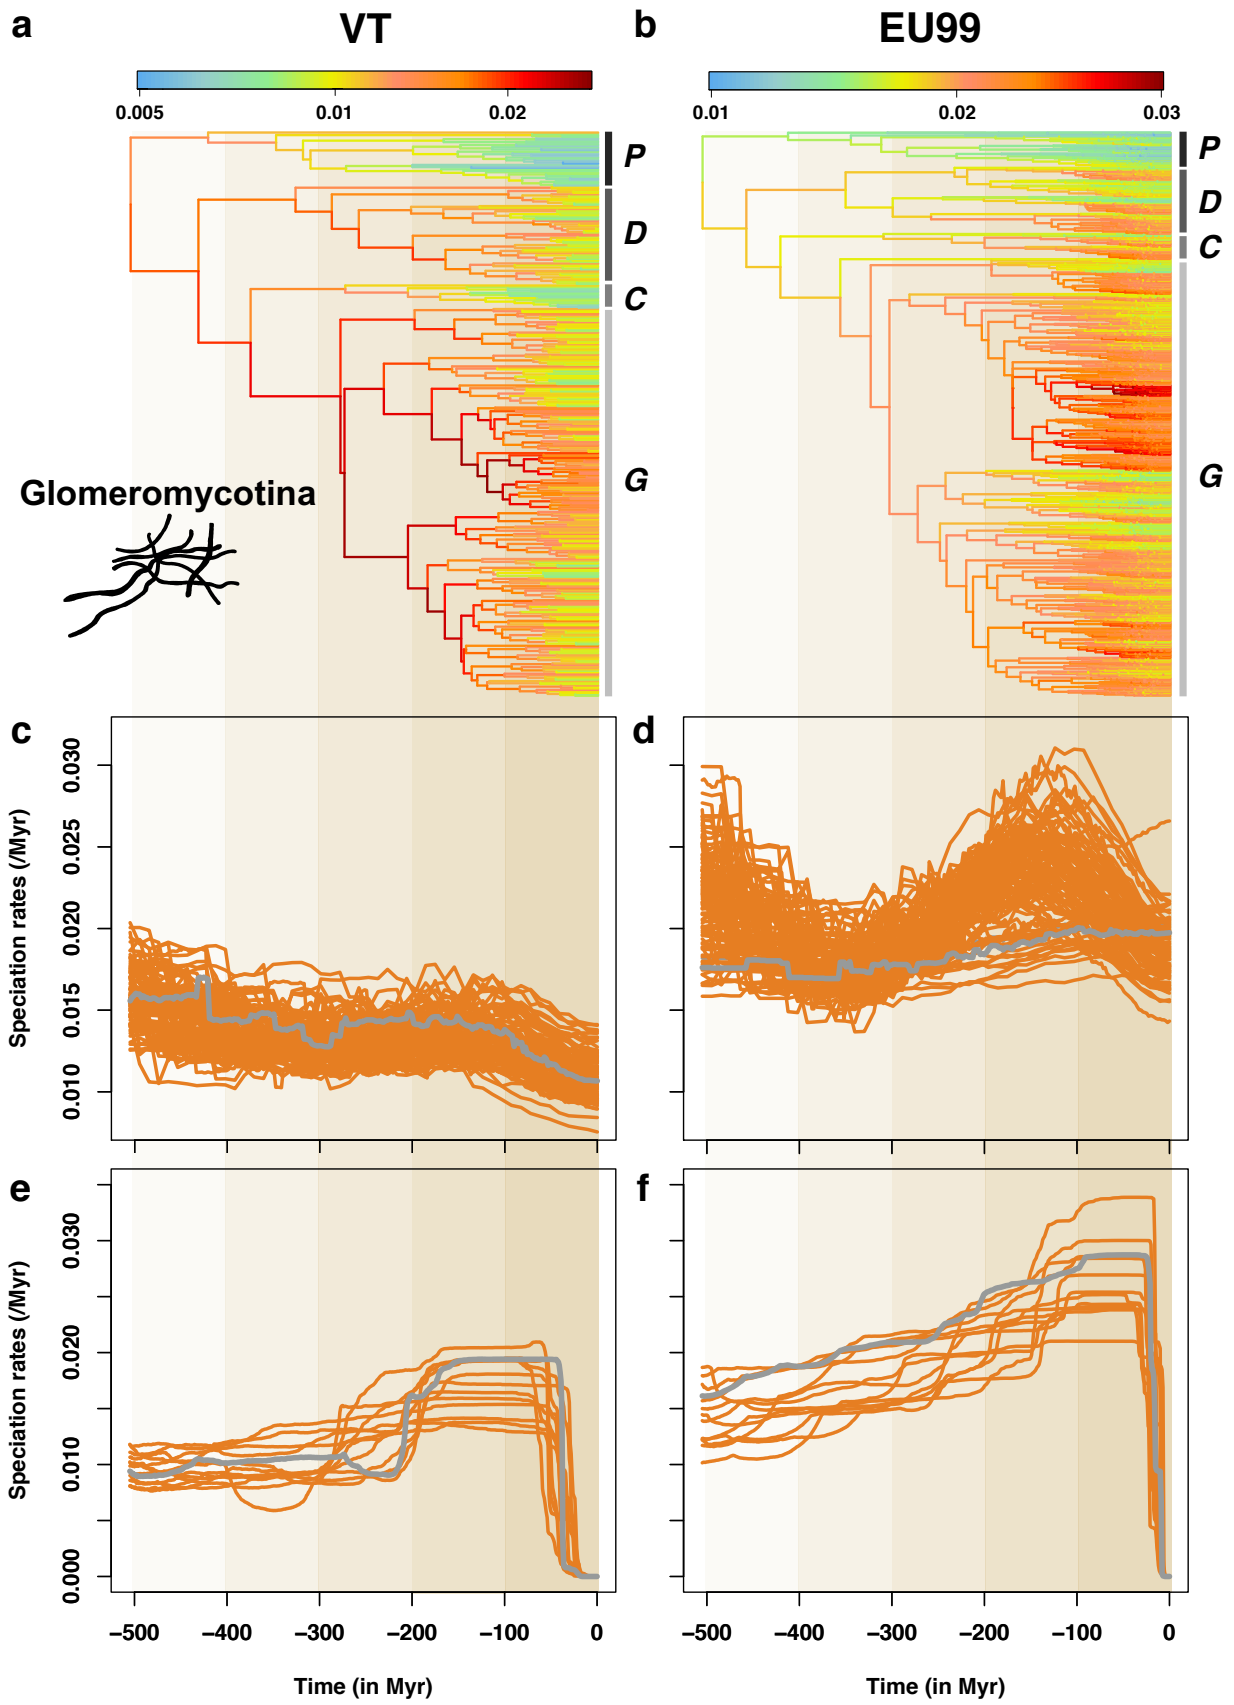 a VT
b EU99
0.005 0.01 0.02
0.01 0.02 0.03
P
D
C
G
P
D
C
G
Glomeromycotina
c
d
Speciation rates (/Myr)
0.030
0.025
0.020
0.015
0.010
e
f
Speciation rates (/Myr)
0.030
0.020
0.010
0.000
−500 −400 −300 −200 −100 0
−500 −400 −300 −200 −100 0
Time (in Myr)
Time (in Myr)